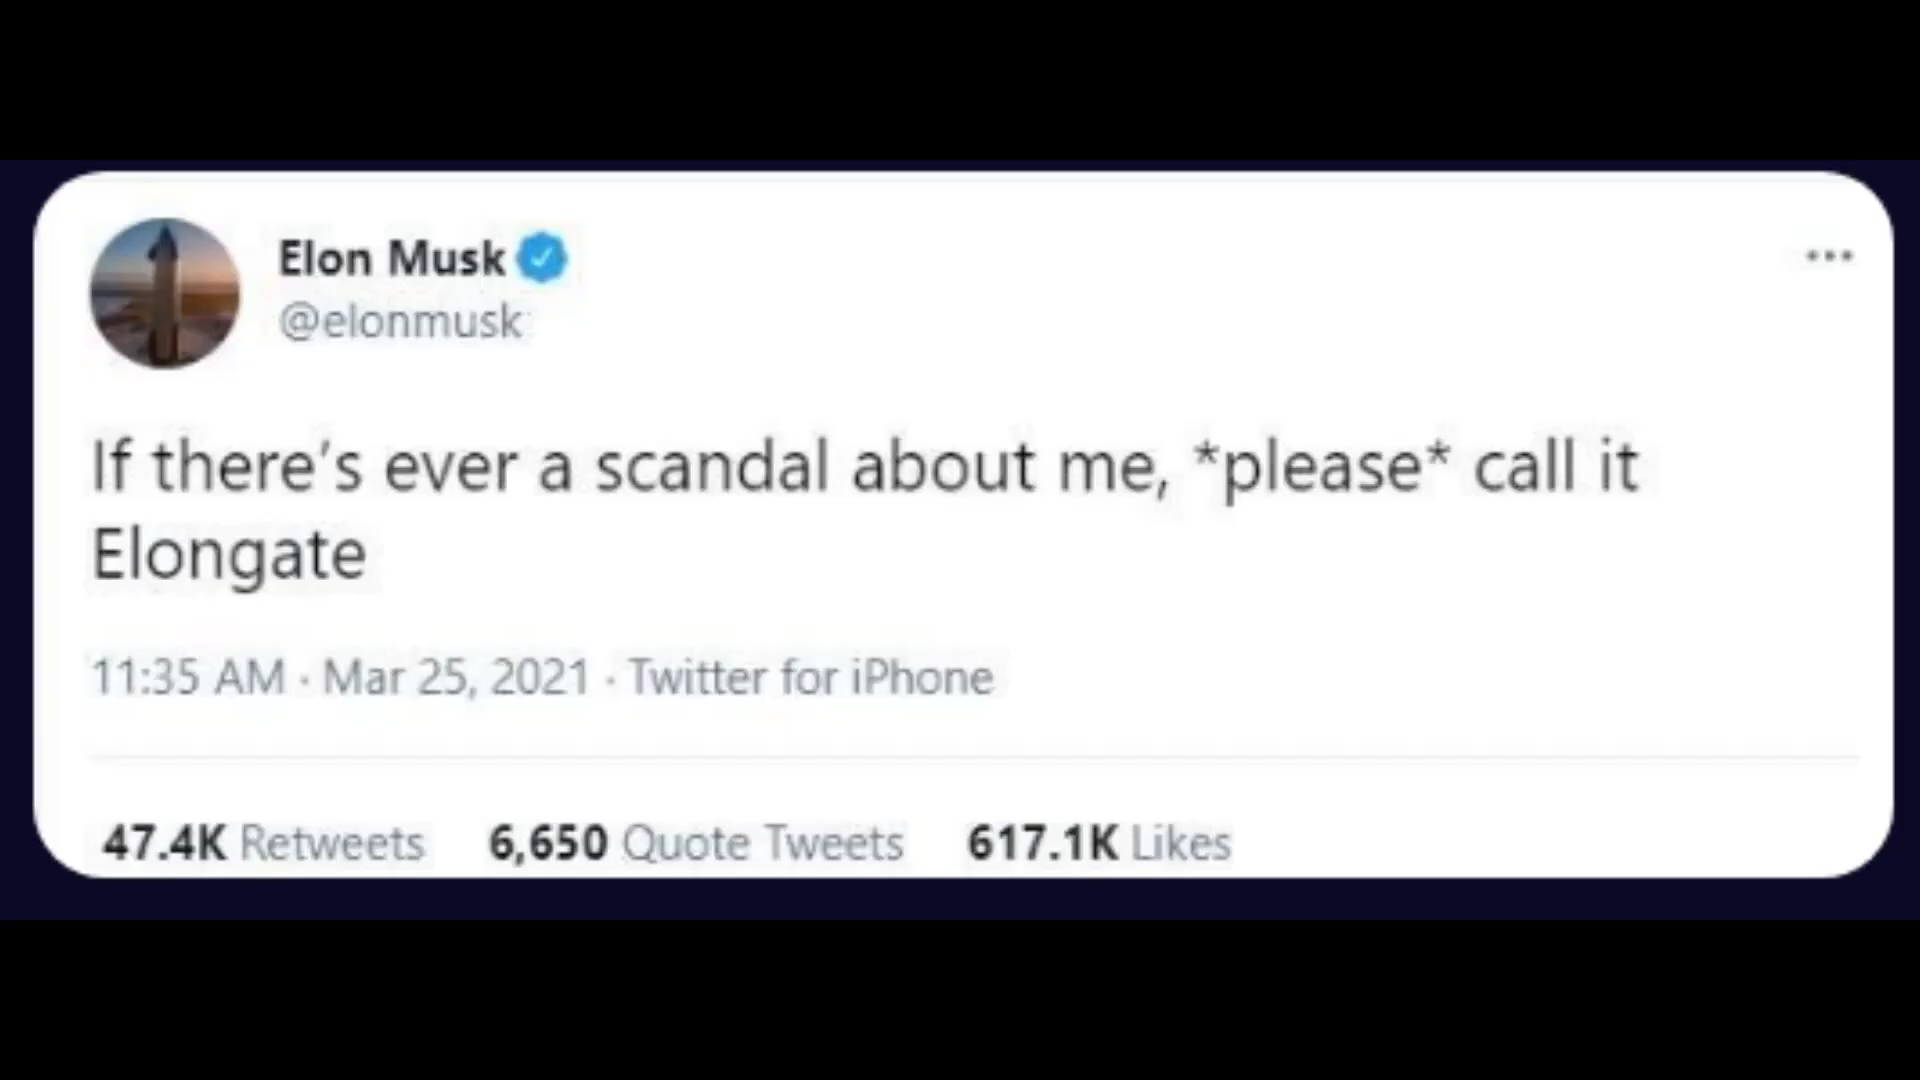 Elon Musk
@elonmusk
If there's ever a scandal about me, *please* call it
Elongate
11:35 AM · Mar 25, 2021 · Twitter for iPhone
47.4K Retweets 6,650 Quote Tweets 617.1K Likes